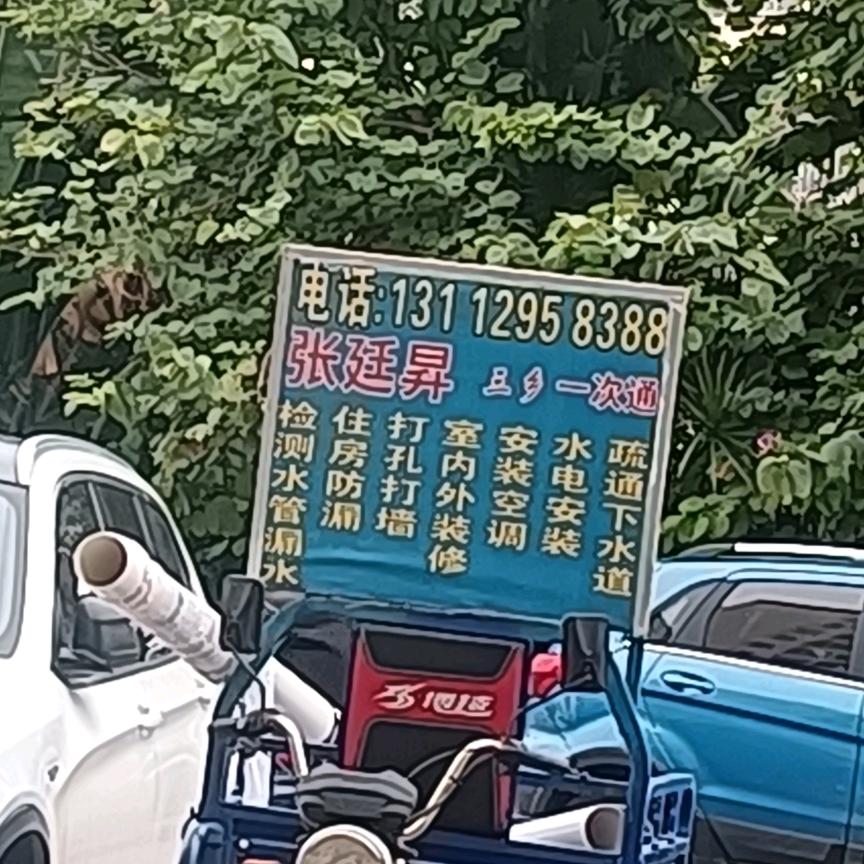 电话:131 1295 8388
张廷昇 三乡一次通
疏通下水道
水电安装
安装空调
室内外装修
打孔打墙
住房防漏
检测水管漏水